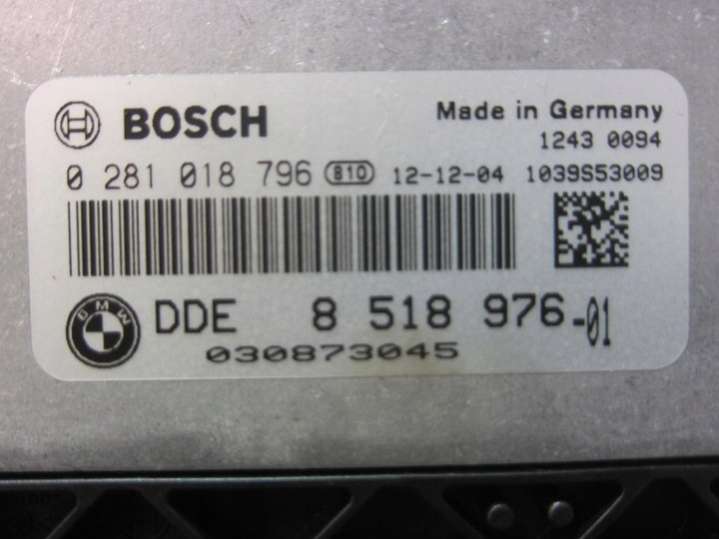 BOSCH Made in Germany
1243 0094
0 281 018 796 B10 12-12-04 1039S53009
BMW DDE 8 518 976-01
030873045